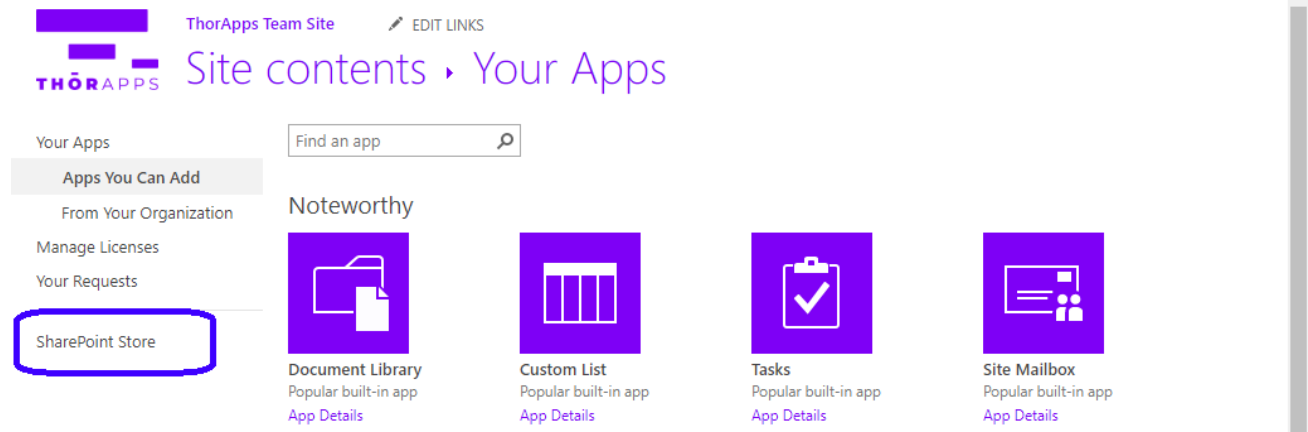 ThorApps Team Site
EDIT LINKS
THŌRAPPS
Site contents ▸ Your Apps
Your Apps
Apps You Can Add
From Your Organization
Manage Licenses
Your Requests
SharePoint Store
Find an app
Noteworthy
Document Library
Popular built-in app
App Details
Custom List
Popular built-in app
App Details
Tasks
Popular built-in app
App Details
Site Mailbox
Popular built-in app
App Details